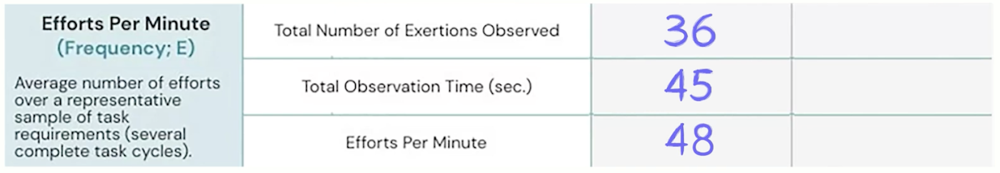 Efforts Per Minute
(Frequency; E)
Average number of efforts
over a representative
sample of task
requirements (several
complete task cycles).
Total Number of Exertions Observed
36
Total Observation Time (sec.)
45
Efforts Per Minute
48